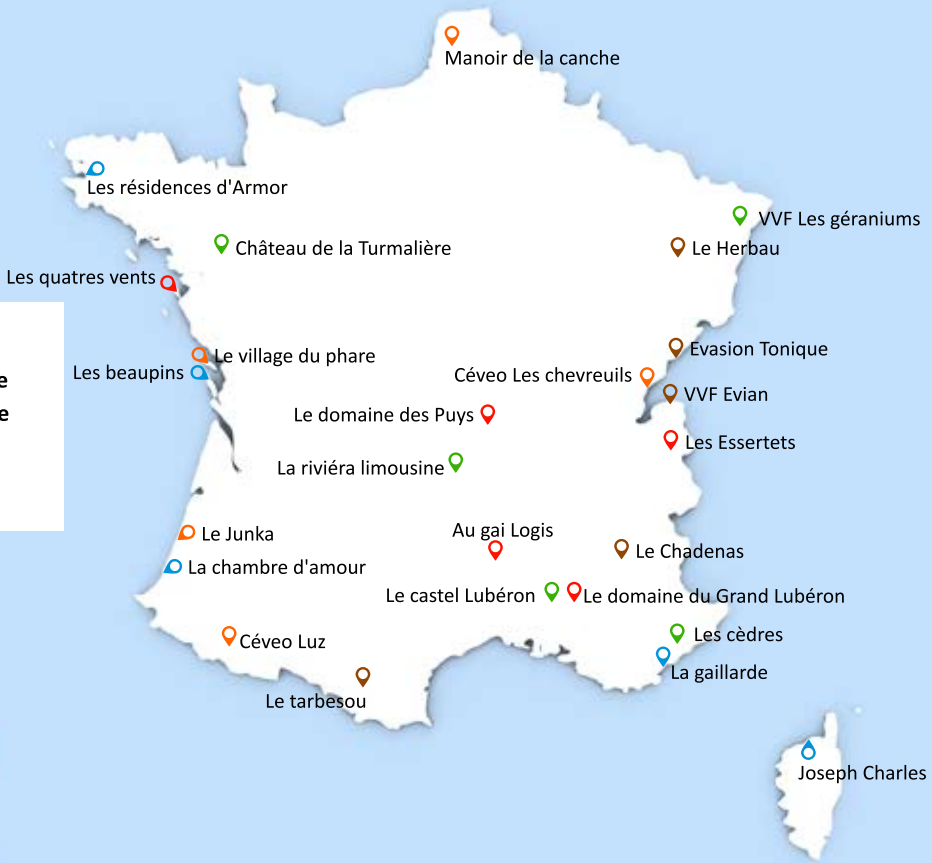 Manoir de la canche
Les résidences d'Armor
VVF Les géraniums
Château de la Turmalière
Le Herbau
Les quatres vents
Le village du phare
Evasion Tonique
Les beaupins
Céveo Les chevreuils
e
VVF Evian
e
Le domaine des Puys
Les Essertets
La riviéra limousine
Le Junka
Au gai Logis
Le Chadenas
La chambre d'amour
Le castel Lubéron
Le domaine du Grand Lubéron
Céveo Luz
Les cèdres
La gaillarde
Le tarbesou
Joseph Charles